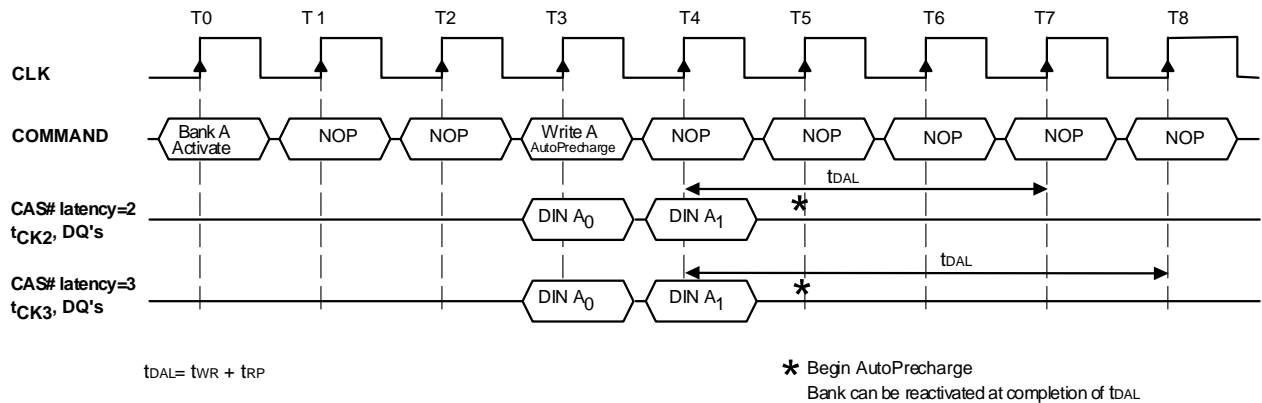 T0 T1 T2 T3 T4 T5 T6 T7 T8
CLK
COMMAND
Bank A
Activate
NOP
NOP
Write A
AutoPrecharge
NOP
NOP
NOP
NOP
NOP
tDAL
CAS# latency=2
tCK2, DQ's
DIN A0
DIN A1
*
tDAL
CAS# latency=3
tCK3, DQ's
DIN A0
DIN A1
*
tDAL= tWR + tRP
* Begin AutoPrecharge
Bank can be reactivated at completion of tDAL